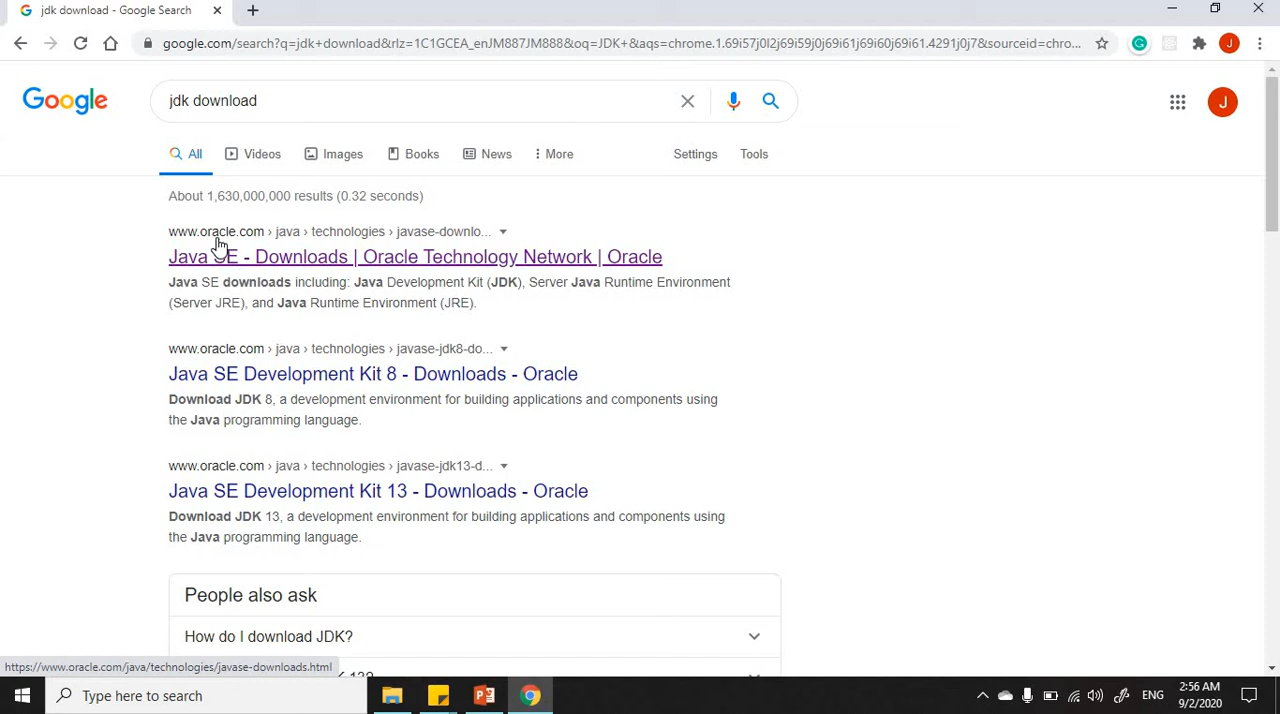 jdk download - Google Search
google.com/search?q=jdk+download&rlz=1C1GCEA_enJM887JM888&oq=JDK+&aqs=chrome.1.69i57j0l2j69i59j0j69i61j69i60j69i61.4291j0j7&sourceid=chro...
J
Google
jdk download
J
All Videos Images Books News More Settings Tools
About 1,630,000,000 results (0.32 seconds)
www.oracle.com › java › technologies › javase-downlo...
Java SE - Downloads | Oracle Technology Network | Oracle
Java SE downloads including: Java Development Kit (JDK), Server Java Runtime Environment
(Server JRE), and Java Runtime Environment (JRE).
www.oracle.com › java › technologies › javase-jdk8-do...
Java SE Development Kit 8 - Downloads - Oracle
Download JDK 8, a development environment for building applications and components using
the Java programming language.
www.oracle.com › java › technologies › javase-jdk13-d...
Java SE Development Kit 13 - Downloads - Oracle
Download JDK 13, a development environment for building applications and components using
the Java programming language.
People also ask
How do I download JDK?
https://www.oracle.com/java/technologies/javase-downloads.html
Type here to search
ENG
2:56 AM
9/2/2020